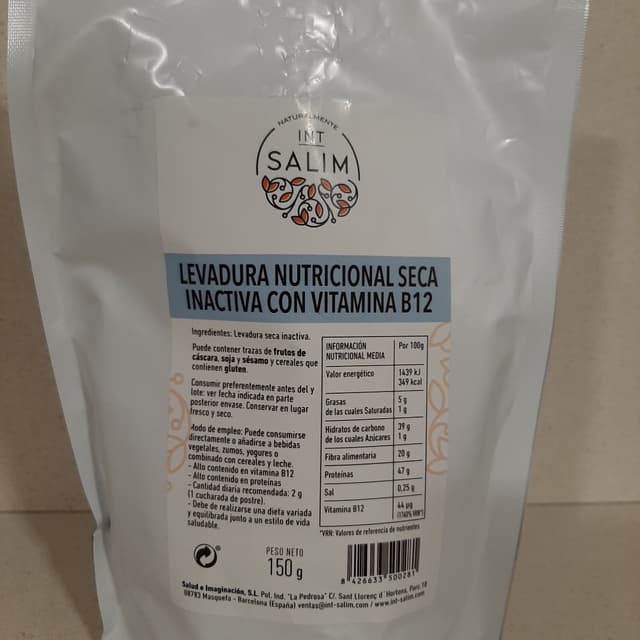 NATURALMENTE
INT
SALIM
LEVADURA NUTRICIONAL SECA
INACTIVA CON VITAMINA B12
Ingredientes: Levadura seca inactiva.
Puede contener trazas de frutos de
cáscara, soja y sésamo y cereales que
contienen gluten.
Consumir preferentemente antes del y
lote: ver fecha indicada en parte
posterior envase. Conservar en lugar
fresco y seco.
Modo de empleo: Puede consumirse
directamente o añadirse a bebidas
vegetales, zumos, yogures o
combinado con cereales y leche.
- Alto contenido en vitamina B12
- Alto contenido en proteínas
- Cantidad diaria recomendada: 2 g
(1 cucharada de postre).
- Debe de realizarse una dieta variada
y equilibrada junto a un estilo de vida
saludable.
INFORMACIÓN NUTRICIONAL MEDIA Por 100g
Valor energético 1439 kJ
349 kcal
Grasas 5 g
de las cuales Saturadas 1 g
Hidratos de carbono 39 g
de los cuales Azúcares 1 g
Fibra alimentaria 20 g
Proteínas 47 g
Sal 0,25 g
Vitamina B12 44 µg
(1760% VRN*)
*VRN: Valores de referencia de nutrientes
PESO NETO
150 g
8 426633 500281
Salud e Imaginación, S.L. Pol. Ind. "La Pedrosa" C/. Sant Llorenç d'Hortons, Parc. 10
08783 Masquefa - Barcelona (España) ventas@int-salim.com / www.int-salim.com